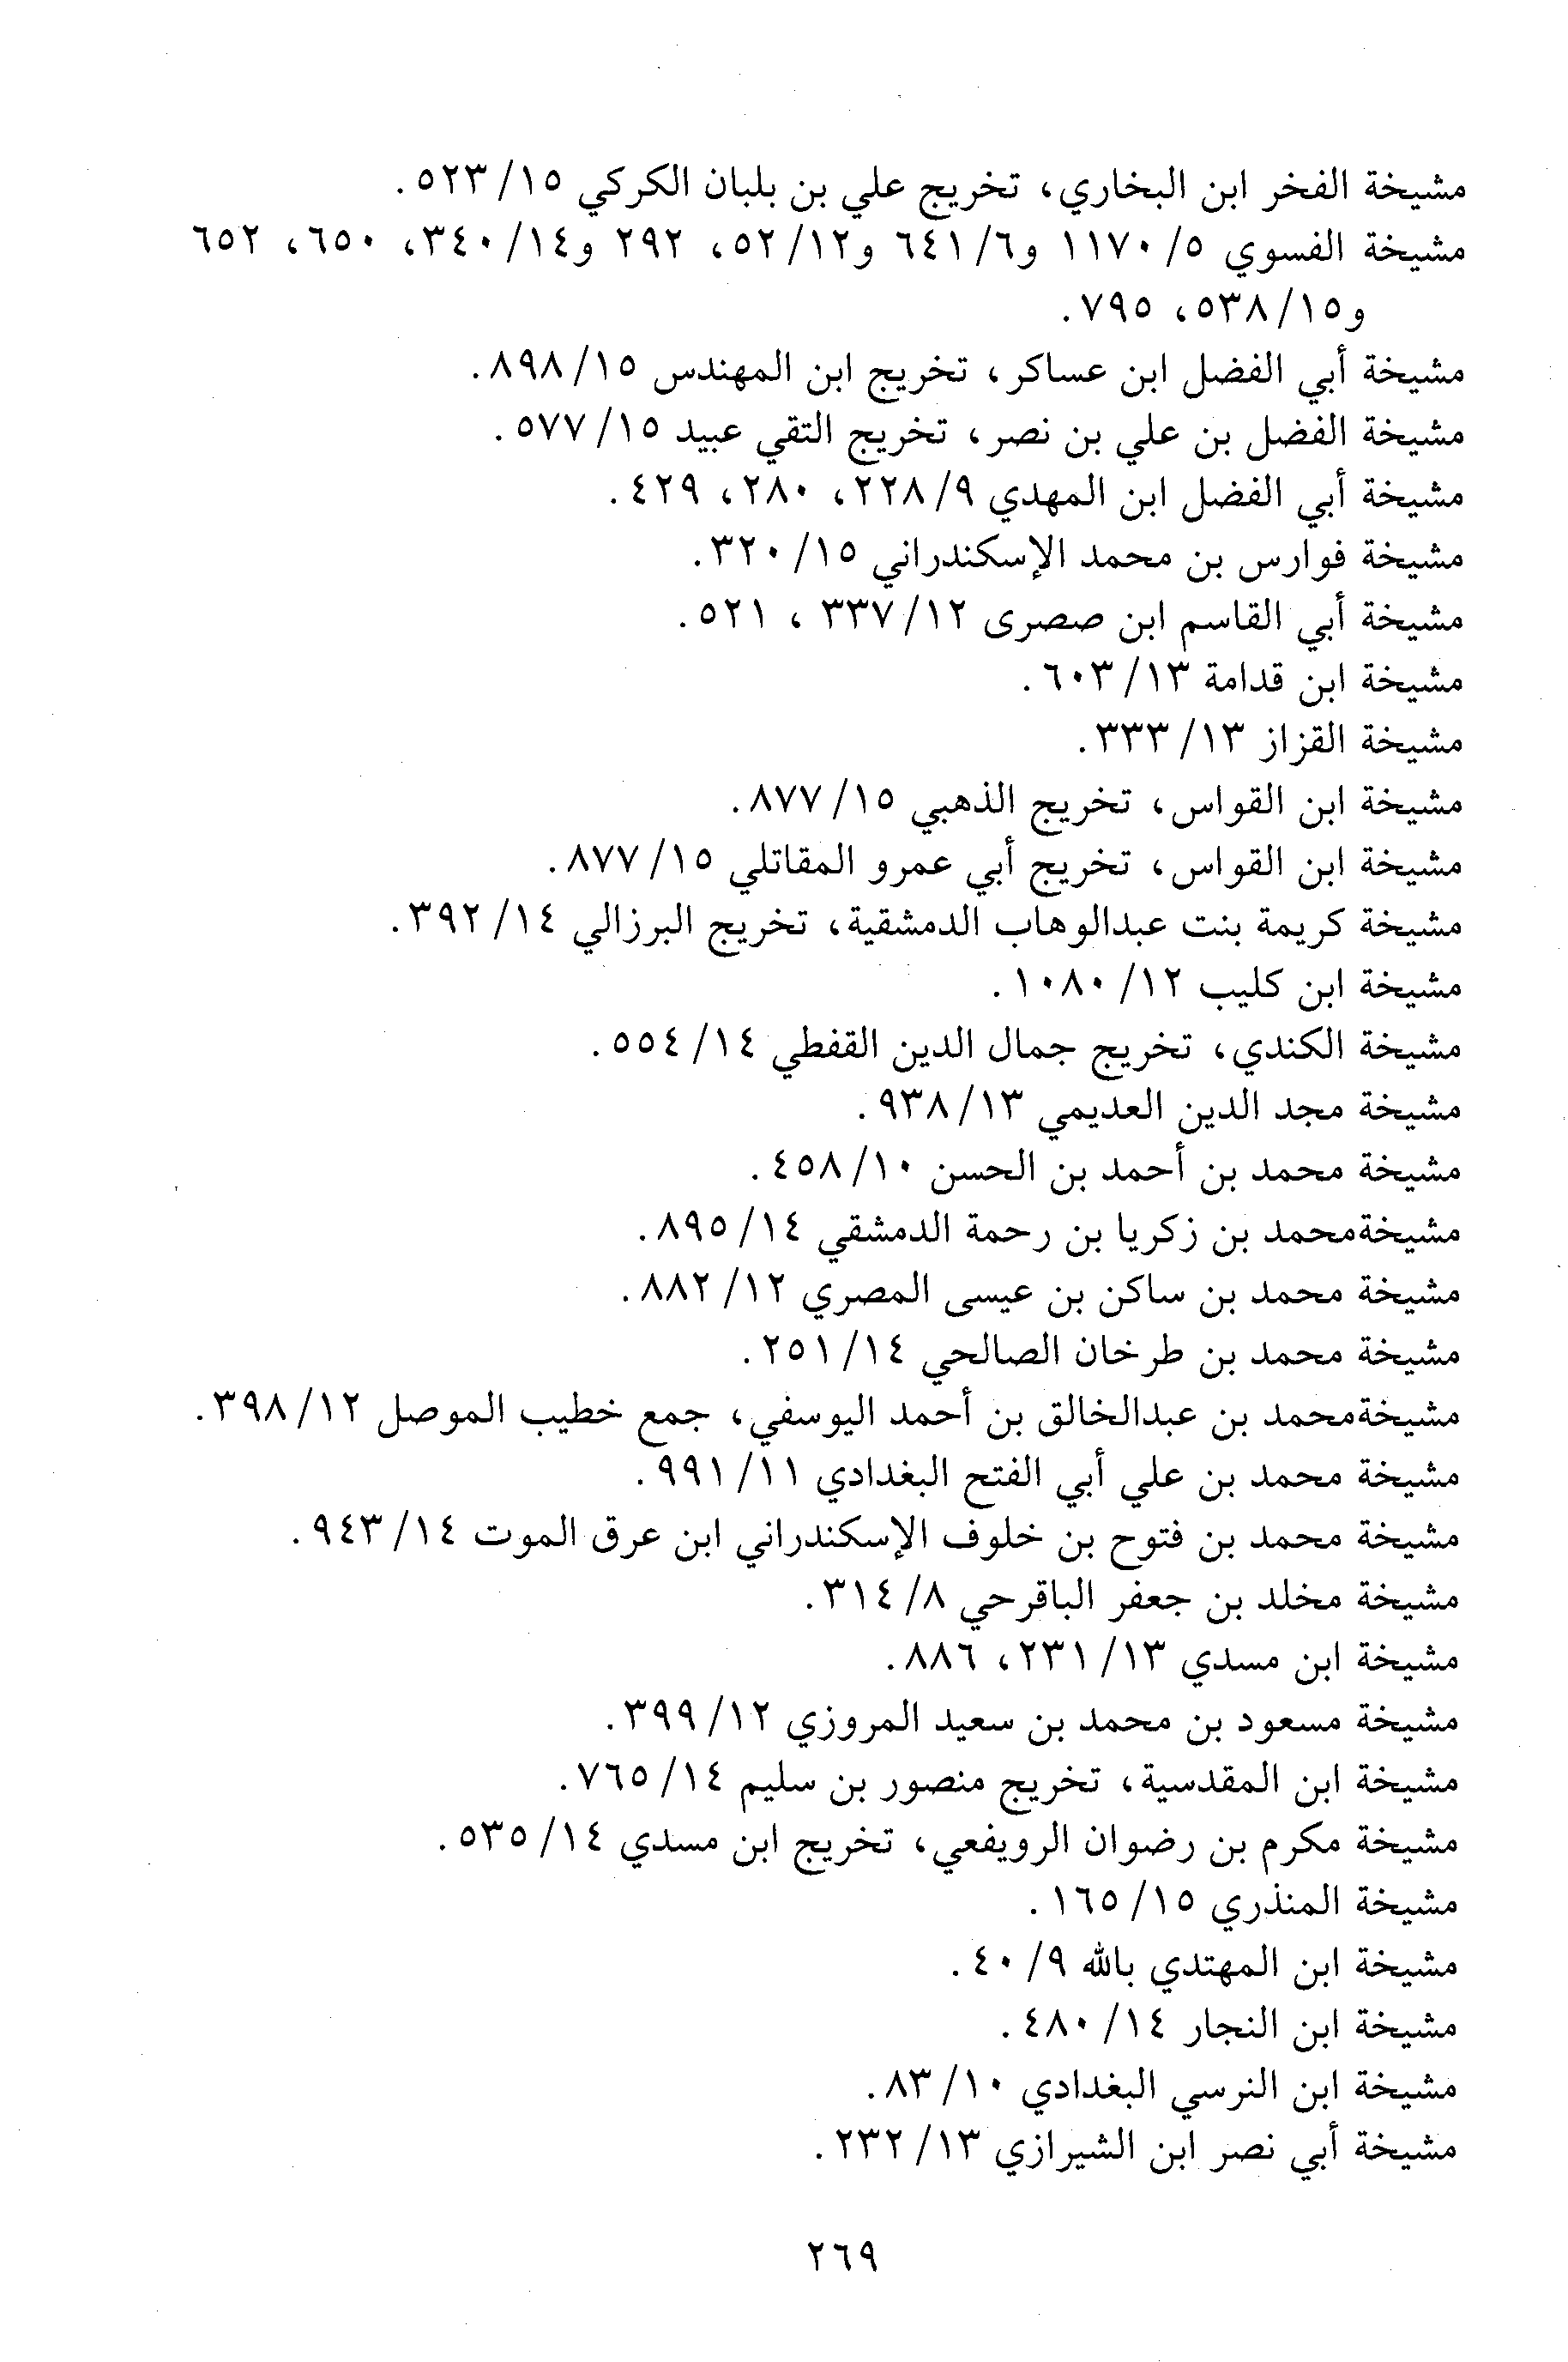 مشيخة الفخر ابن البخاري، تخريج علي بن بلبان الكركي ١٥/ ٥٢٣.
مشيخة الفسوي ٥/ ١١٧٠ و٦/ ٦٤١ و١٢/ ٥٢، ٢٩٢ و١٤/ ٣٤٠، ٦٥٠، ٦٥٢
و١٥/ ٥٣٨، ٧٩٥.
مشيخة أبي الفضل ابن عساكر، تخريج ابن المهندس ١٥/ ٨٩٨.
مشيخة الفضل بن علي بن نصر، تخريج التقي عبيد ١٥/ ٥٧٧.
مشيخة أبي الفضل ابن المهدي ٩/ ٢٢٨، ٢٨٠، ٤٢٩.
مشيخة فوارس بن محمد الإسكندراني ١٥/ ٣٢٠.
مشيخة أبي القاسم ابن صصرى ١٢/ ٣٣٧ ، ٥٢١.
مشيخة ابن قدامة ١٣/ ٦٠٣.
مشيخة القزاز ١٣/ ٣٣٣.
مشيخة ابن القواس، تخريج الذهبي ١٥/ ٨٧٧.
مشيخة ابن القواس، تخريج أبي عمرو المقاتلي ١٥/ ٨٧٧.
مشيخة كريمة بنت عبدالوهاب الدمشقية، تخريج البرزالي ١٤/ ٣٩٢.
مشيخة ابن كليب ١٢/ ١٠٨٠.
مشيخة الكندي، تخريج جمال الدين القفطي ١٤/ ٥٥٤.
مشيخة مجد الدين العديمي ١٣/ ٩٣٨.
مشيخة محمد بن أحمد بن الحسن ١٠/ ٤٥٨.
مشيخةمحمد بن زكريا بن رحمة الدمشقي ١٤/ ٨٩٥.
مشيخة محمد بن ساكن بن عيسى المصري ١٢/ ٨٨٢.
مشيخة محمد بن طرخان الصالحي ١٤/ ٢٥١.
مشيخةمحمد بن عبدالخالق بن أحمد اليوسفي، جمع خطيب الموصل ١٢/ ٣٩٨.
مشيخة محمد بن علي أبي الفتح البغدادي ١١/ ٩٩١.
مشيخة محمد بن فتوح بن خلوف الإسكندراني ابن عرق الموت ١٤/ ٩٤٣.
مشيخة مخلد بن جعفر الباقرحي ٨/ ٣١٤.
مشيخة ابن مسدي ١٣/ ٢٣١، ٨٨٦.
مشيخة مسعود بن محمد بن سعيد المروزي ١٢/ ٣٩٩.
مشيخة ابن المقدسية، تخريج منصور بن سليم ١٤/ ٧٦٥.
مشيخة مكرم بن رضوان الرويفعي، تخريج ابن مسدي ١٤/ ٥٣٥.
مشيخة المنذري ١٥/ ١٦٥.
مشيخة ابن المهتدي بالله ٩/ ٤٠.
مشيخة ابن النجار ١٤/ ٤٨٠.
مشيخة ابن النرسي البغدادي ١٠/ ٨٣.
مشيخة أبي نصر ابن الشيرازي ١٣/ ٢٣٢.
٢٦٩